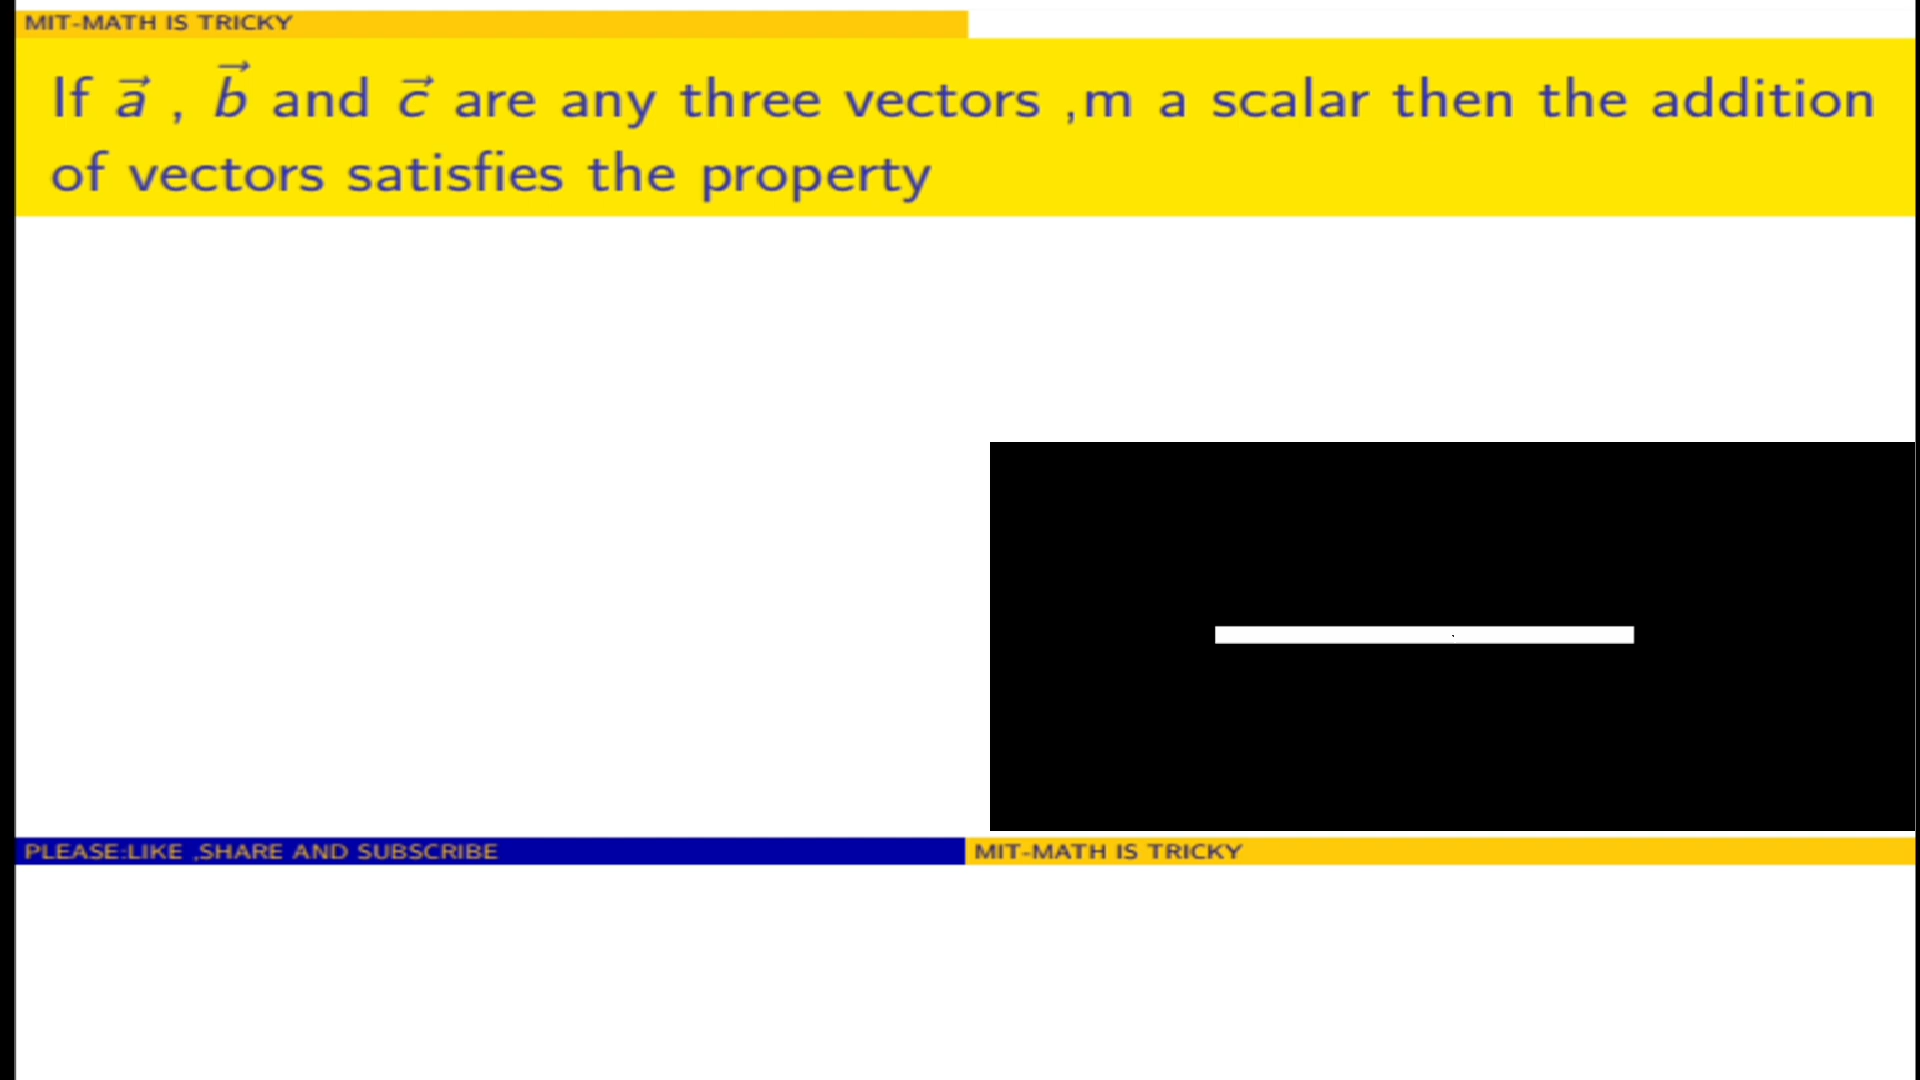 MIT-MATH IS TRICKY
If a⃗ , b⃗ and c⃗ are any three vectors ,m a scalar then the addition
of vectors satisfies the property
PLEASE:LIKE ,SHARE AND SUBSCRIBE
MIT-MATH IS TRICKY